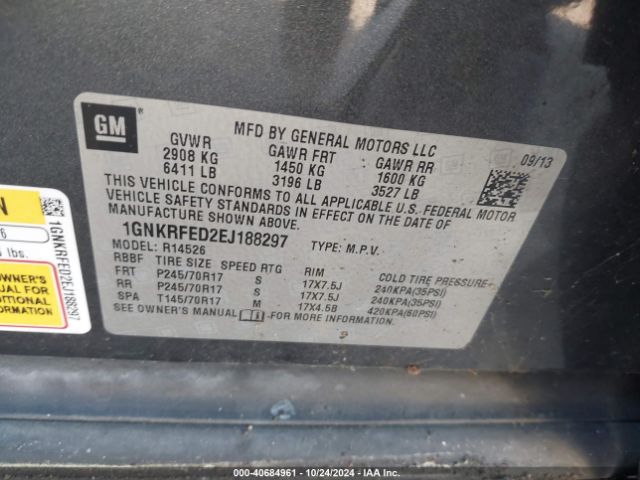 GM
MFD BY GENERAL MOTORS LLC
09/13
GVWR GAWR FRT GAWR RR
2908 KG 1450 KG 1600 KG
6411 LB 3196 LB 3527 LB
THIS VEHICLE CONFORMS TO ALL APPLICABLE U.S. FEDERAL MOTOR
VEHICLE SAFETY STANDARDS IN EFFECT ON THE DATE OF
MANUFACTURE SHOWN ABOVE.
1GNKRFED2EJ188297 TYPE: M.P.V.
MODEL: R14526
RBBF TIRE SIZE SPEED RTG RIM COLD TIRE PRESSURE
FRT P245/70R17 S 17X7.5J 240KPA(35PSI)
RR P245/70R17 S 17X7.5J 240KPA(35PSI)
SPA T145/70R17 M 17X4.5B 420KPA(60PSI)
SEE OWNER'S MANUAL i -FOR MORE INFORMATION.
N
6
lbs.
OWNER'S
UAL FOR
DITIONAL
ORMATION
1GNKRFED2EJ188297
000-40684961 - 10/24/2024 - IAA Inc.